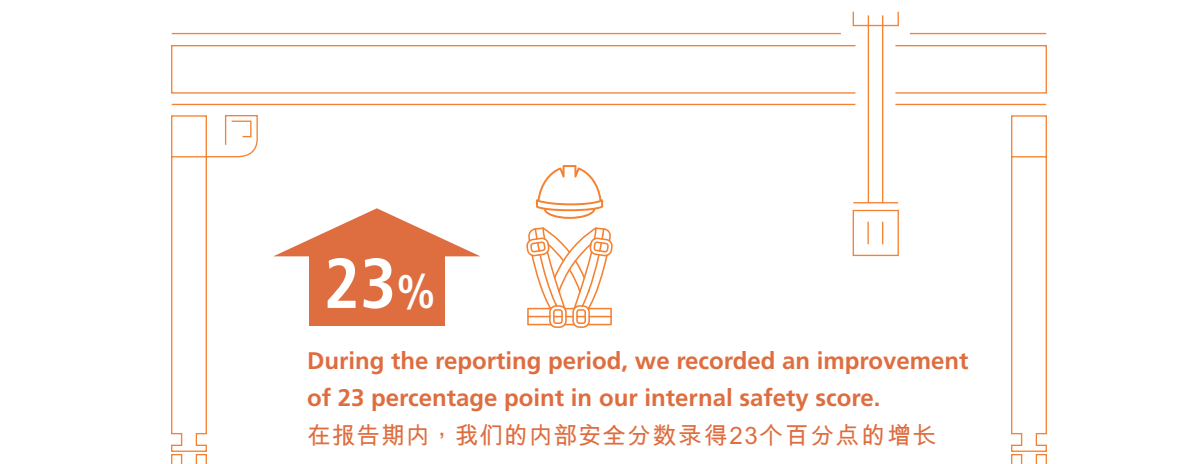 23%
During the reporting period, we recorded an improvement
of 23 percentage point in our internal safety score.
在报告期内，我们的内部安全分数录得23个百分点的增长